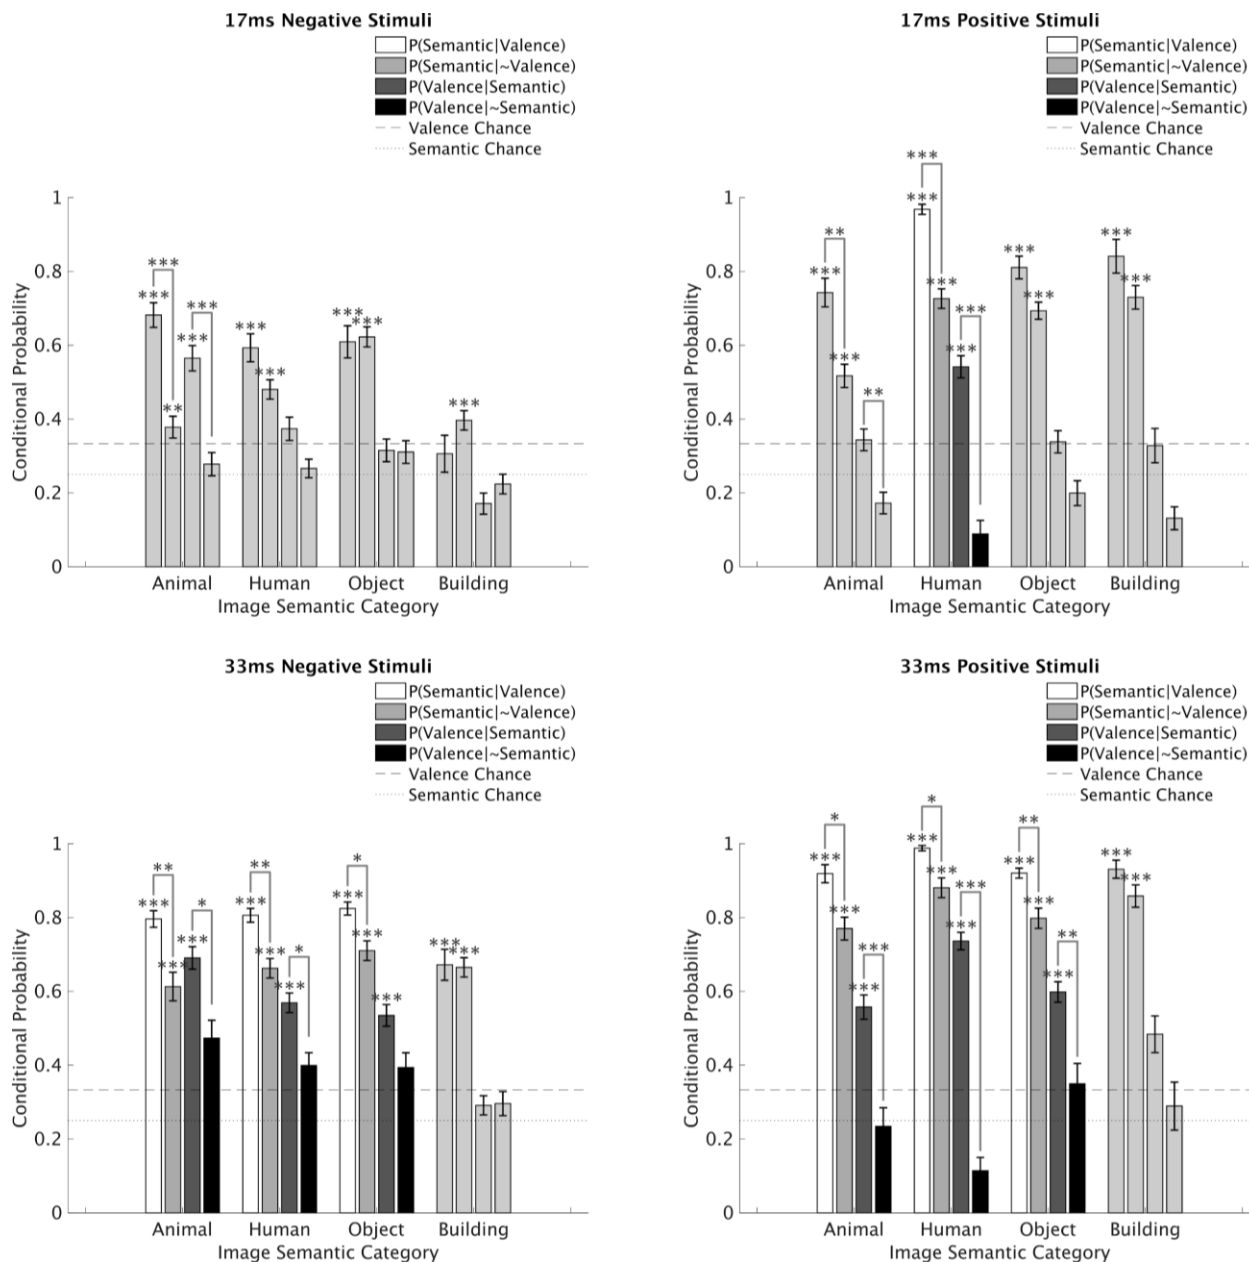 17ms Negative Stimuli
P(Semantic|Valence)
P(Semantic|~Valence)
P(Valence|Semantic)
P(Valence|~Semantic)
Valence Chance
Semantic Chance
Conditional Probability
1
0.8
0.6
0.4
0.2
0
*** *** ** *** *** *** *** *** *** *** ***
Animal Human Object Building
Image Semantic Category
17ms Positive Stimuli
P(Semantic|Valence)
P(Semantic|~Valence)
P(Valence|Semantic)
P(Valence|~Semantic)
Valence Chance
Semantic Chance
Conditional Probability
1
0.8
0.6
0.4
0.2
0
** *** *** ** *** *** *** *** *** *** *** *** ***
Animal Human Object Building
Image Semantic Category
33ms Negative Stimuli
P(Semantic|Valence)
P(Semantic|~Valence)
P(Valence|Semantic)
P(Valence|~Semantic)
Valence Chance
Semantic Chance
Conditional Probability
1
0.8
0.6
0.4
0.2
0
** *** *** * *** ** *** *** * *** * *** *** *** *** ***
Animal Human Object Building
Image Semantic Category
33ms Positive Stimuli
P(Semantic|Valence)
P(Semantic|~Valence)
P(Valence|Semantic)
P(Valence|~Semantic)
Valence Chance
Semantic Chance
Conditional Probability
1
0.8
0.6
0.4
0.2
0
* *** *** *** *** * *** *** *** *** ** *** *** ** *** *** ***
Animal Human Object Building
Image Semantic Category